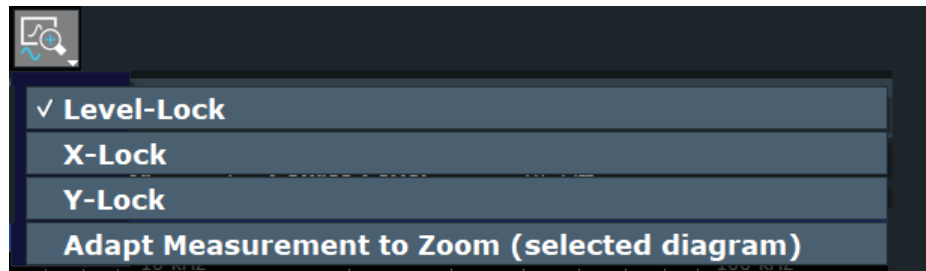 Level-Lock
X-Lock
Y-Lock
Adapt Measurement to Zoom (selected diagram)